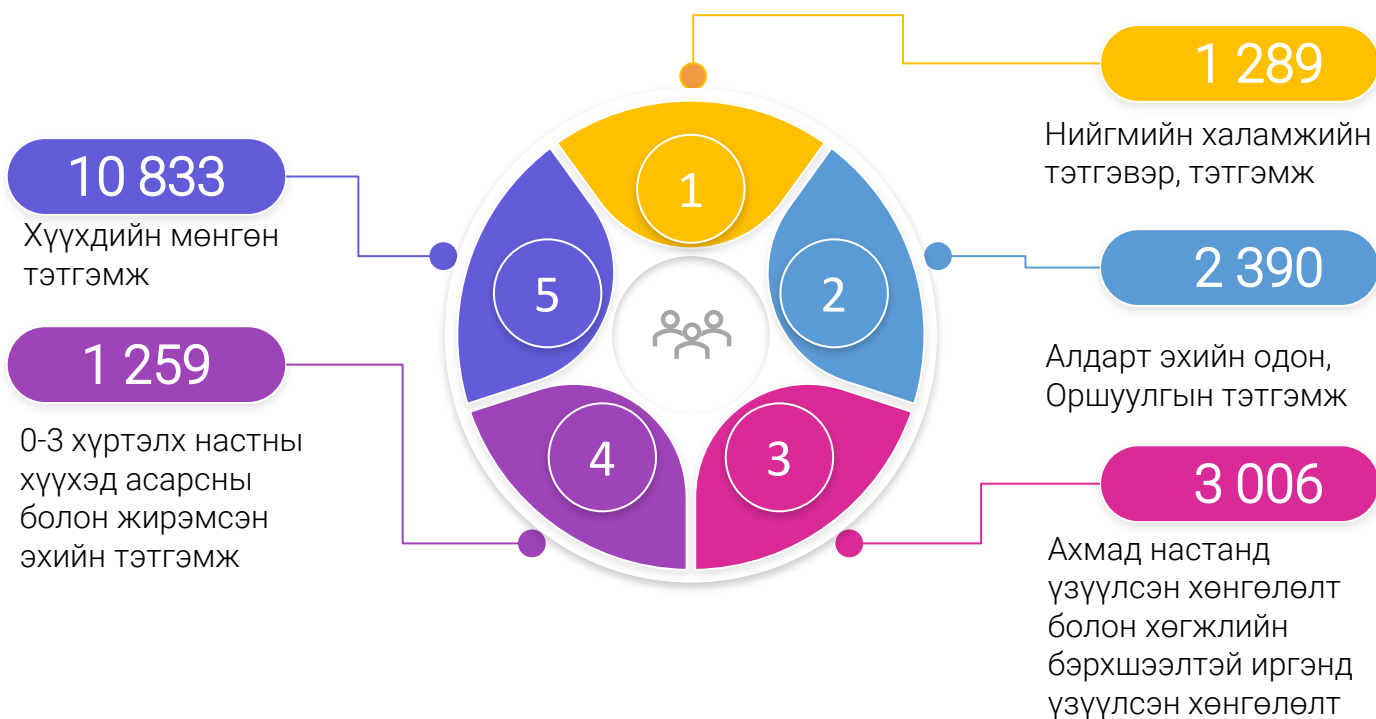 1 289
Нийгмийн халамжийн
тэтгэвэр, тэтгэмж
10 833
Хүүхдийн мөнгөн
тэтгэмж
1
5
2
2 390
Алдарт эхийн одон,
Оршуулгын тэтгэмж
1 259
0-3 хүртэлх настны
хүүхэд асарсны
болон жирэмсэн
эхийн тэтгэмж
4
3
3 006
Ахмад настанд
үзүүлсэн хөнгөлөлт
болон хөгжлийн
бэрхшээлтэй иргэнд
үзүүлсэн хөнгөлөлт